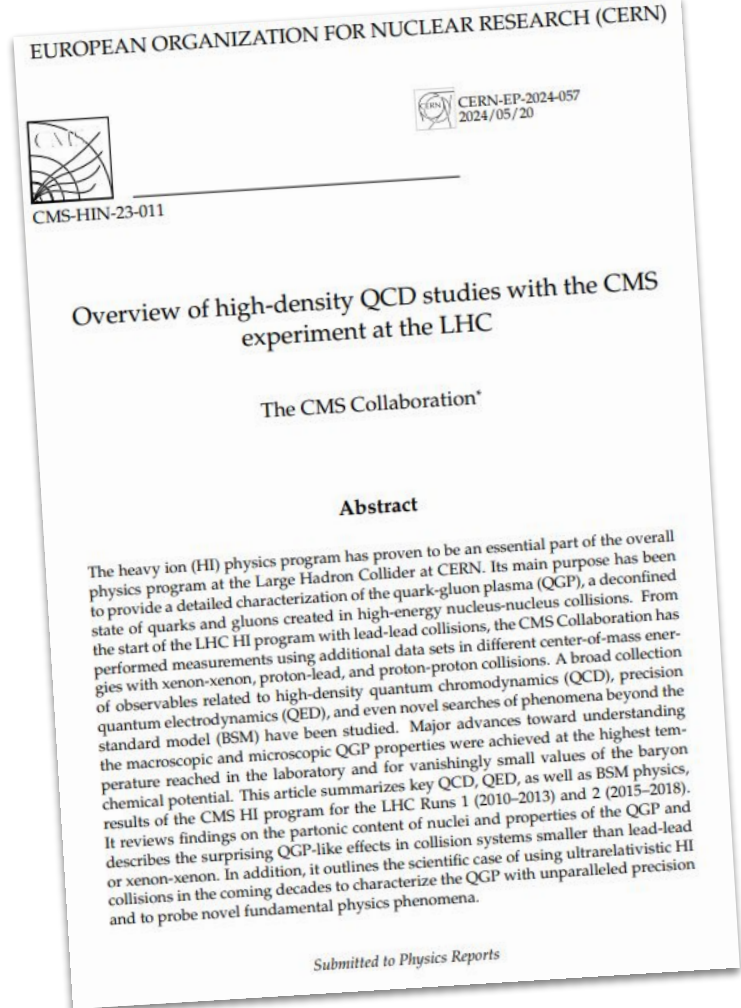 EUROPEAN ORGANIZATION FOR NUCLEAR RESEARCH (CERN)
CERN
CERN-EP-2024-057
2024/05/20
CMS
CMS-HIN-23-011
Overview of high-density QCD studies with the CMS
experiment at the LHC
The CMS Collaboration*
Abstract
The heavy ion (HI) physics program has proven to be an essential part of the overall
physics program at the Large Hadron Collider at CERN. Its main purpose has been
to provide a detailed characterization of the quark-gluon plasma (QGP), a deconfined
state of quarks and gluons created in high-energy nucleus-nucleus collisions. From
the start of the LHC HI program with lead-lead collisions, the CMS Collaboration has
performed measurements using additional data sets in different center-of-mass ener-
gies with xenon-xenon, proton-lead, and proton-proton collisions. A broad collection
of observables related to high-density quantum chromodynamics (QCD), precision
quantum electrodynamics (QED), and even novel searches of phenomena beyond the
standard model (BSM) have been studied. Major advances toward understanding
the macroscopic and microscopic QGP properties were achieved at the highest tem-
perature reached in the laboratory and for vanishingly small values of the baryon
chemical potential. This article summarizes key QCD, QED, as well as BSM physics,
results of the CMS HI program for the LHC Runs 1 (2010–2013) and 2 (2015–2018).
It reviews findings on the partonic content of nuclei and properties of the QGP and
describes the surprising QGP-like effects in collision systems smaller than lead-lead
or xenon-xenon. In addition, it outlines the scientific case of using ultrarelativistic HI
collisions in the coming decades to characterize the QGP with unparalleled precision
and to probe novel fundamental physics phenomena.
Submitted to Physics Reports